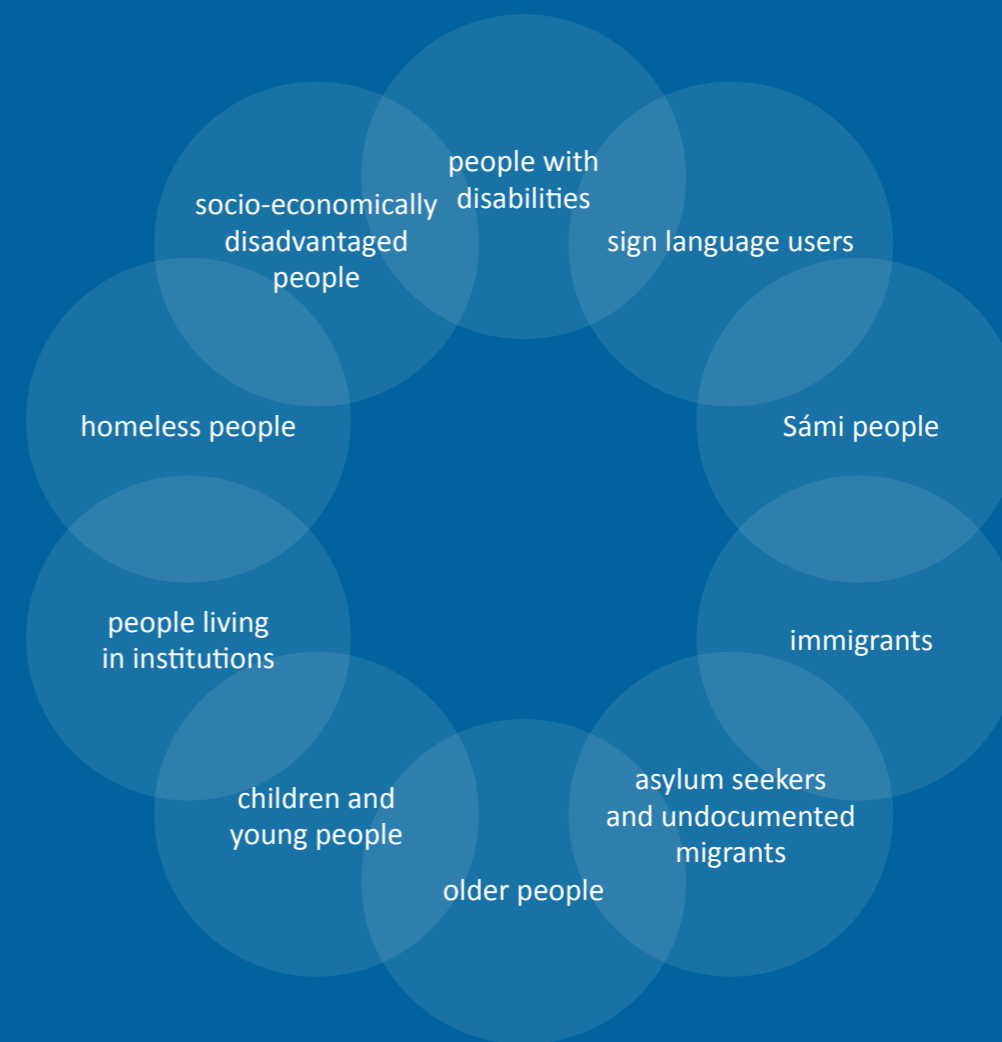 people with
disabilities
sign language users
Sámi people
immigrants
asylum seekers
and undocumented
migrants
older people
children and
young people
people living
in institutions
homeless people
socio-economically
disadvantaged
people